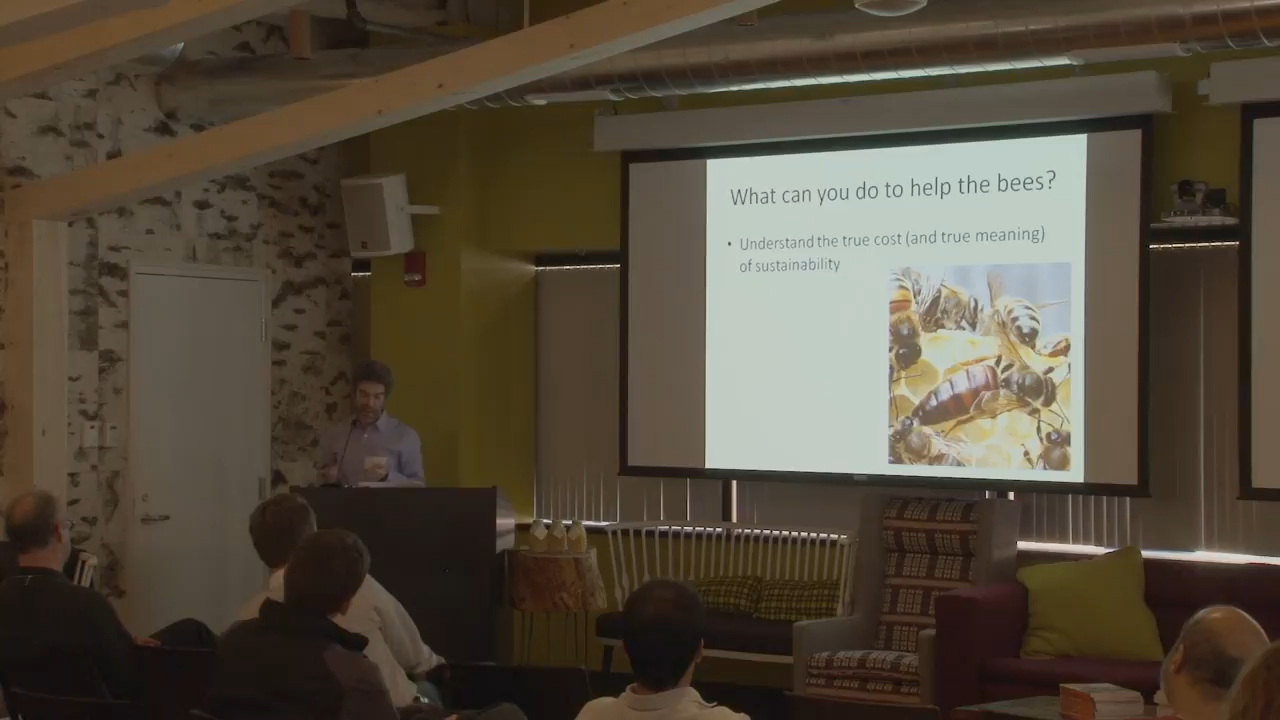 What can you do to help the bees?
• Understand the true cost (and true meaning)
of sustainability